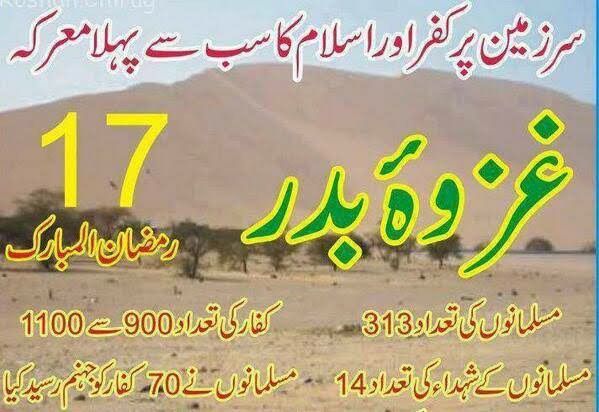 Roshan Chirag
سرزمین پر کفر اور اسلام کا سب سے پہلا معرکہ
غزوۂ بدر
17
رمضان المبارک
مسلمانوں کی تعداد 313
کفار کی تعداد 900 سے 1100
مسلمانوں کے شہداء کی تعداد 14
مسلمانوں نے 70 کفار کو جہنم رسید کیا